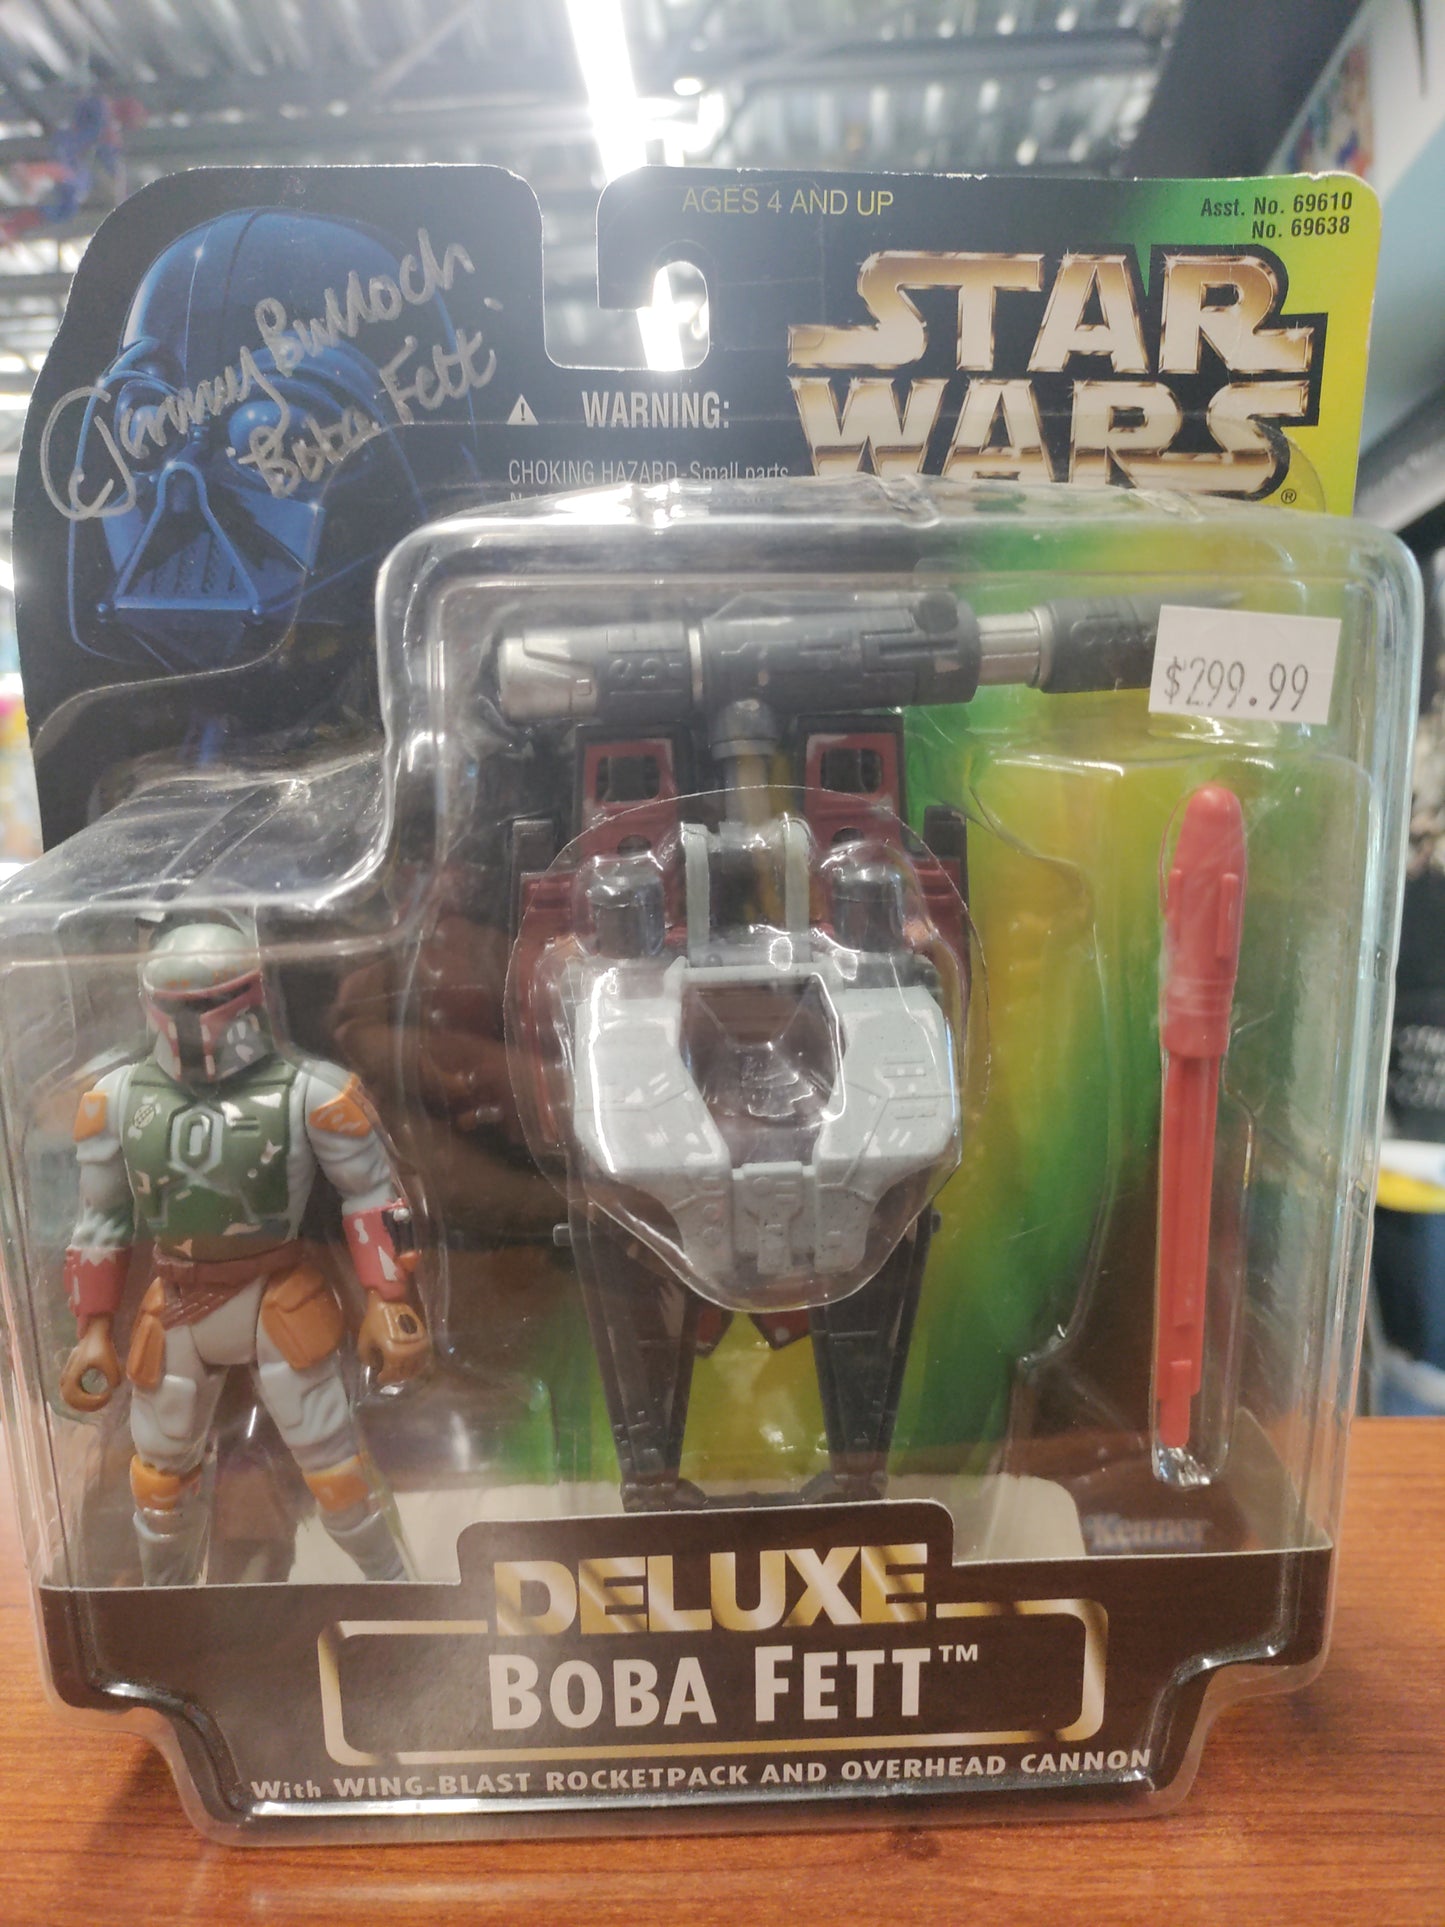 AGES 4 AND UP
Asst. No. 69610
No. 69638
Jeremy Bulloch
Boba Fett.
STAR
WARS
®
WARNING:
CHOKING HAZARD-Small parts
$299.99
Kenner
DELUXE
BOBA FETT™
With WING-BLAST ROCKETPACK AND OVERHEAD CANNON